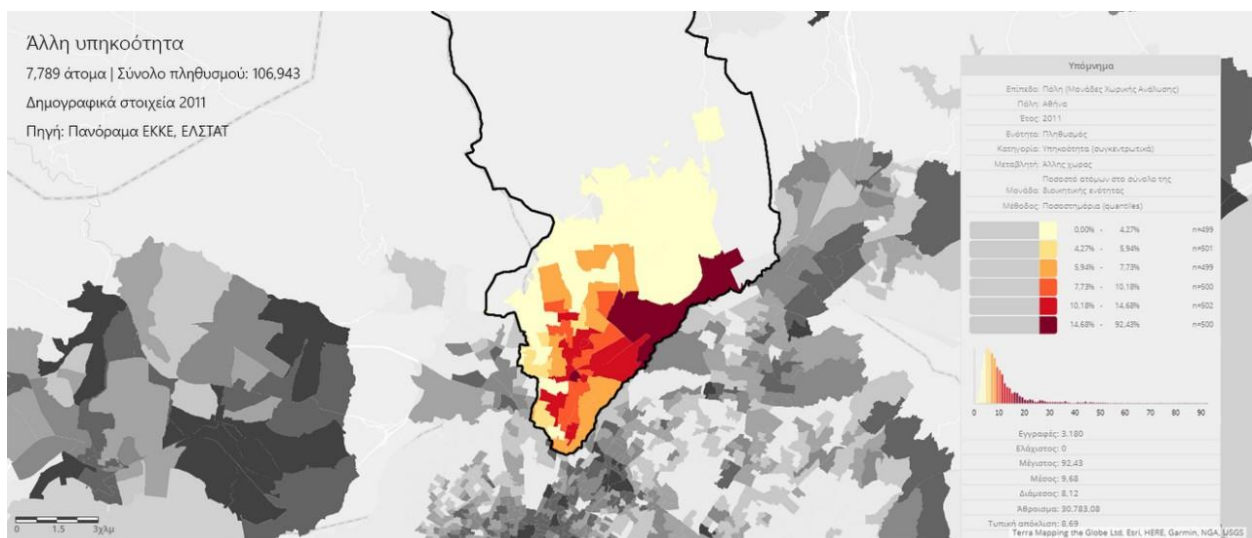 Άλλη υπηκοότητα
7,789 άτομα | Σύνολο πληθυσμού: 106,943
Δημογραφικά στοιχεία 2011
Πηγή: Πανόραμα ΕΚΚΕ, ΕΛΣΤΑΤ
0 1.5 3χλμ
Υπόμνημα
Επίπεδο: Πόλη (Μονάδες Χωρικής Ανάλυσης)
Πόλη: Αθήνα
Έτος: 2011
Ενότητα: Πληθυσμός
Κατηγορία: Υπηκοότητα (συγκεντρωτικά)
Μεταβλητή: Άλλης χώρας
Ποσοστό ατόμων στο σύνολο της
Μονάδα: διοικητικής ενότητας
Μέθοδος: Ποσοστημόρια (quantiles)
0,00% - 4,27% n=499
4,27% - 5,94% n=501
5,94% - 7,73% n=499
7,73% - 10,18% n=500
10,18% - 14,68% n=502
14,68% - 92,43% n=500
0 10 20 30 40 50 60 70 80 90
Εγγραφές: 3.180
Ελάχιστος: 0
Μέγιστος: 92,43
Μέσος: 9,68
Διάμεσος: 8,12
Άθροισμα: 30.783,08
Τυπική απόκλιση: 8,69
Terra Mapping the Globe Ltd, Esri, HERE, Garmin, NGA, USGS